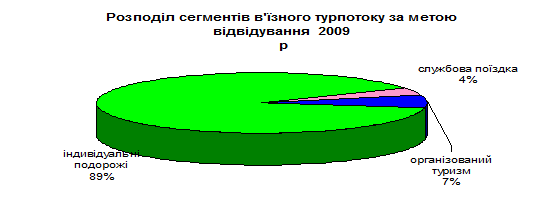 Розподіл сегментів в'їзного турпотоку за метою
відвідування  2009
р
службова поїздка
4%
індивідуальні
подорожі
89%
організований
туризм
7%